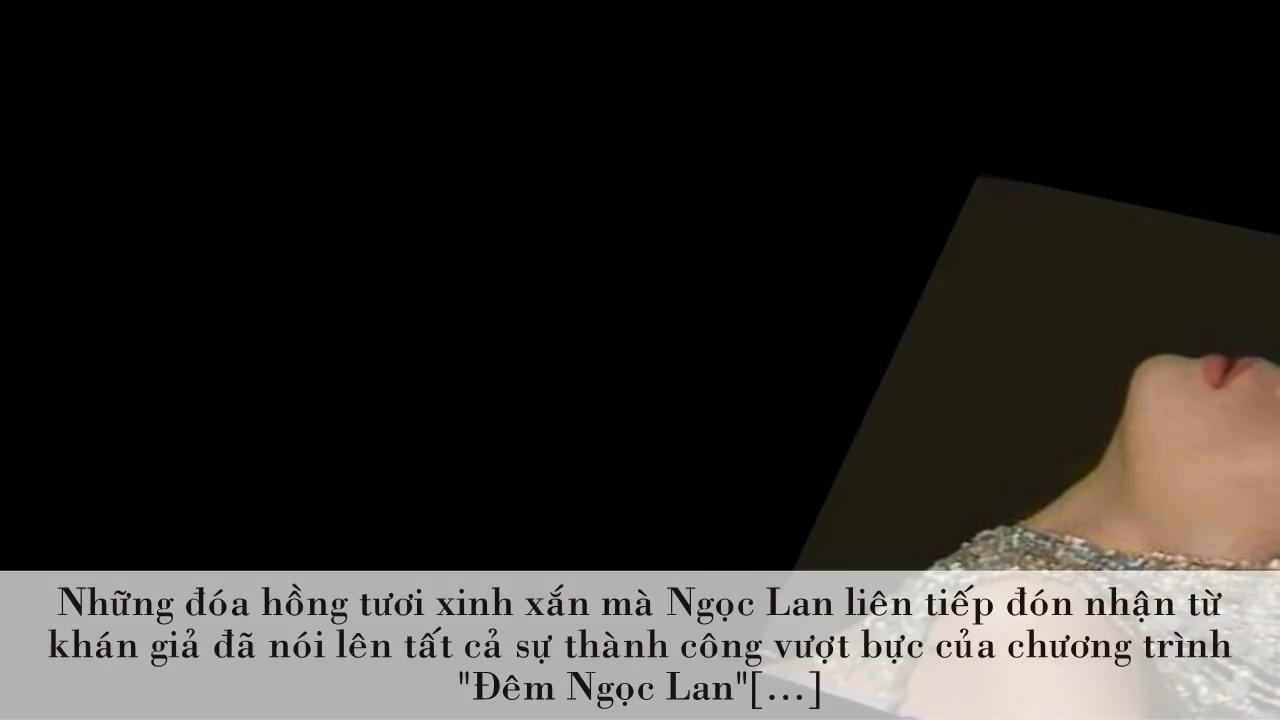 Những đóa hồng tươi xinh xắn mà Ngọc Lan liên tiếp đón nhận từ
khán giả đã nói lên tất cả sự thành công vượt bực của chương trình
"Đêm Ngọc Lan"[...]